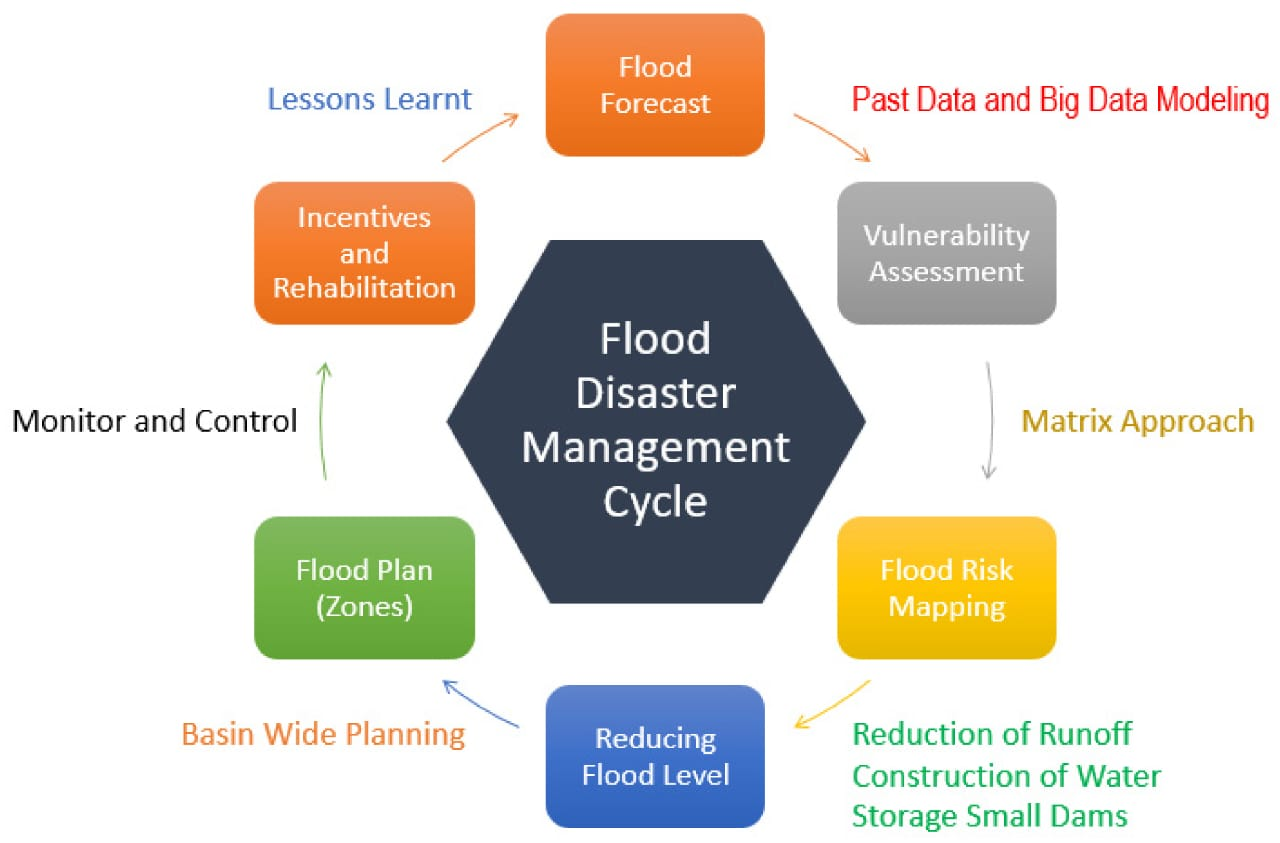 Flood
Forecast
Past Data and Big Data Modeling
Vulnerability
Assessment
Matrix Approach
Flood Risk
Mapping
Reduction of Runoff
Construction of Water
Storage Small Dams
Reducing
Flood Level
Basin Wide Planning
Flood Plan
(Zones)
Monitor and Control
Incentives
and
Rehabilitation
Lessons Learnt
Flood
Disaster
Management
Cycle